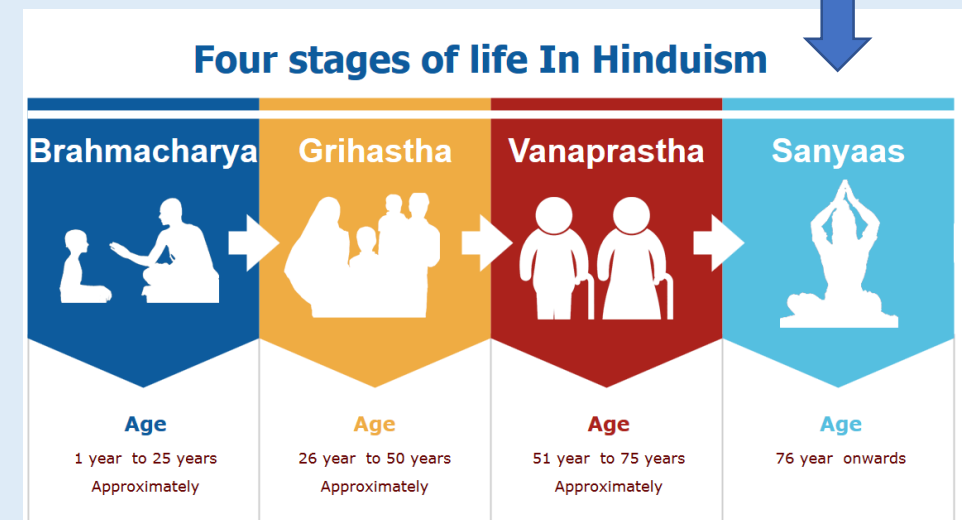 Four stages of life In Hinduism
Brahmacharya
Grihastha
Vanaprastha
Sanyaas
Age
1 year to 25 years
Approximately
Age
26 year to 50 years
Approximately
Age
51 year to 75 years
Approximately
Age
76 year onwards